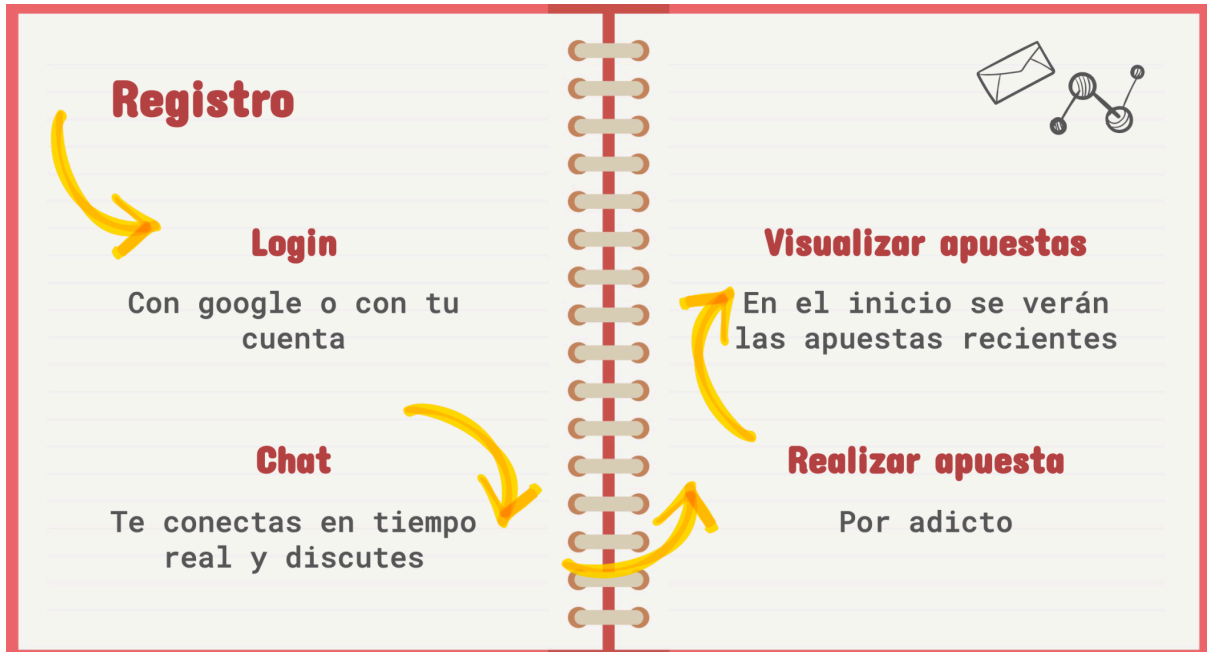 Registro
Login
Con google o con tu
cuenta
Chat
Te conectas en tiempo
real y discutes
Visualizar apuestas
En el inicio se verán
las apuestas recientes
Realizar apuesta
Por adicto